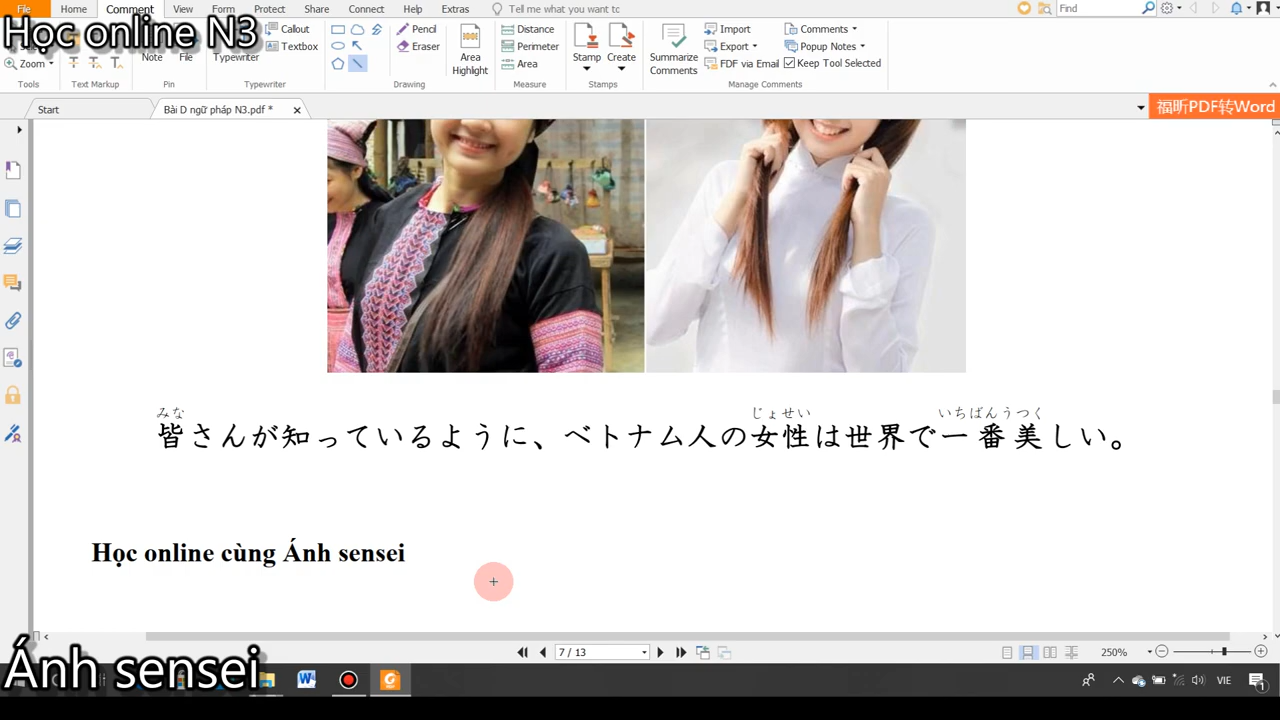 File Home Comment View Form Protect Share Connect Help Extras Tell me what you want tc Find
Học online N3
Callout Pencil Distance Import Comments
Textbox Eraser Perimeter Export Popup Notes
Zoom Note File Typewriter Area Highlight Area Stamp Create Summarize Comments FDF via Email Keep Tool Selected
Tools Text Markup Typewriter Drawing Measure Stamps Manage Comments
Start Bài D ngữ pháp N3.pdf * 福昕PDF转Word
みな じょせい いちばんうつく
皆さんが知っているように、ベトナム人の女性は世界で一番美しい。
Học online cùng Ánh sensei
7 / 13 250%
Ánh sensei
VIE
1